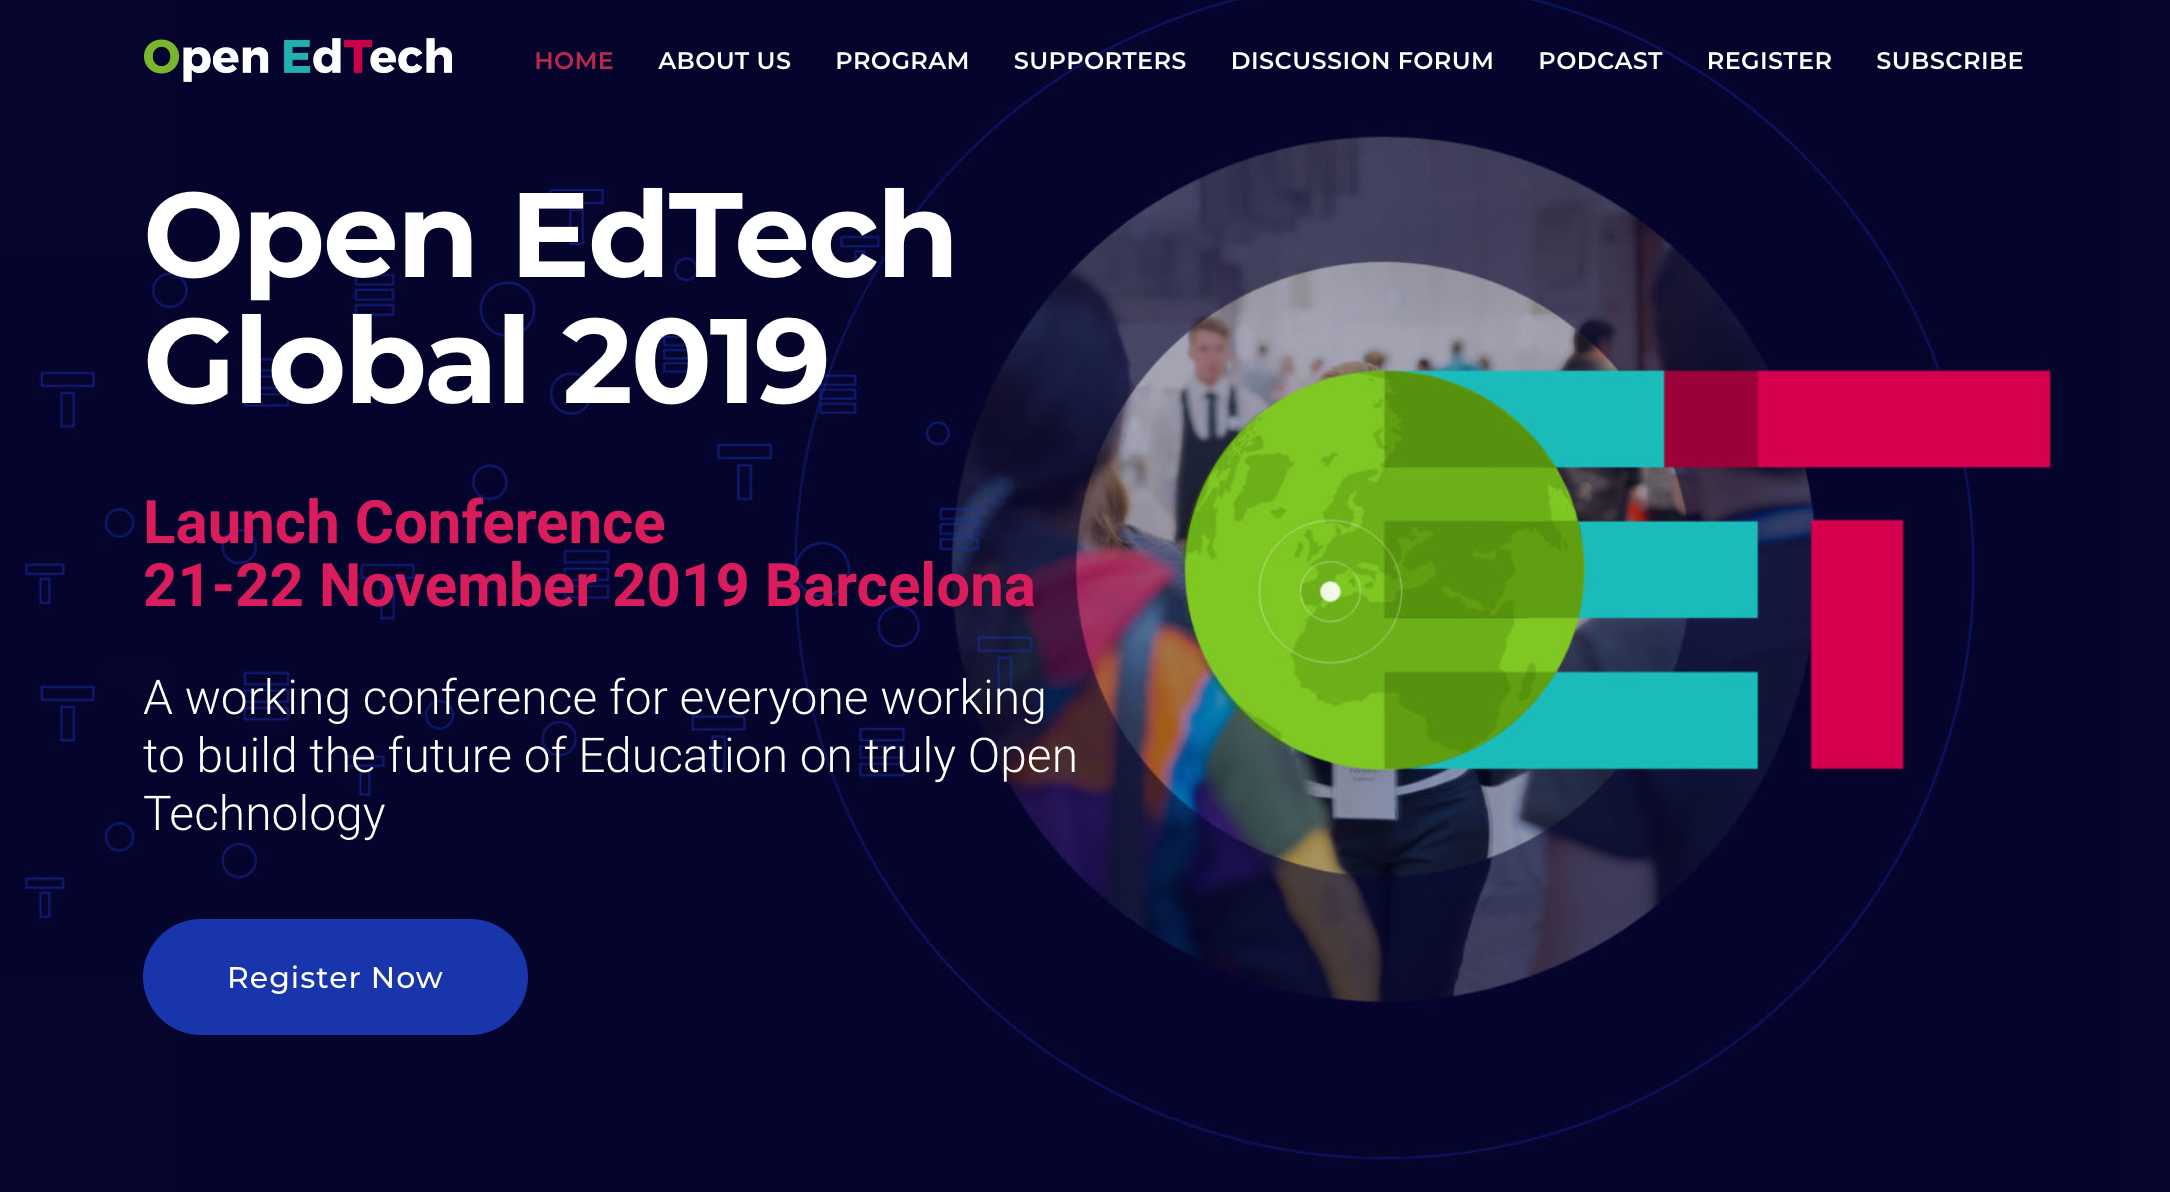 Open EdTech
HOME ABOUT US PROGRAM SUPPORTERS DISCUSSION FORUM PODCAST REGISTER SUBSCRIBE
Open EdTech
Global 2019
Launch Conference
21-22 November 2019 Barcelona
A working conference for everyone working
to build the future of Education on truly Open
Technology
Register Now